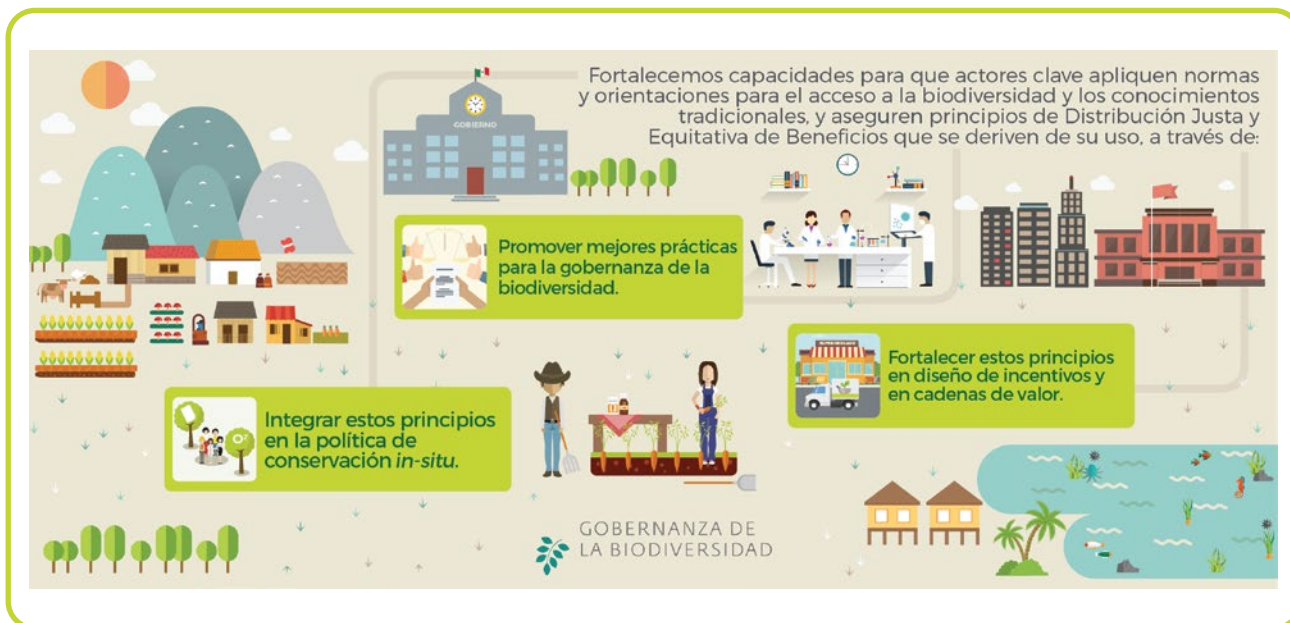 Fortalecemos capacidades para que actores clave apliquen normas
y orientaciones para el acceso a la biodiversidad y los conocimientos
tradicionales, y aseguren principios de Distribución Justa y
Equitativa de Beneficios que se deriven de su uso, a través de:
GOBIERNO
Promover mejores prácticas
para la gobernanza de la
biodiversidad.
Fortalecer estos principios
en diseño de incentivos y
en cadenas de valor.
Integrar estos principios
en la política de
conservación in-situ.
GOBERNANZA DE
LA BIODIVERSIDAD